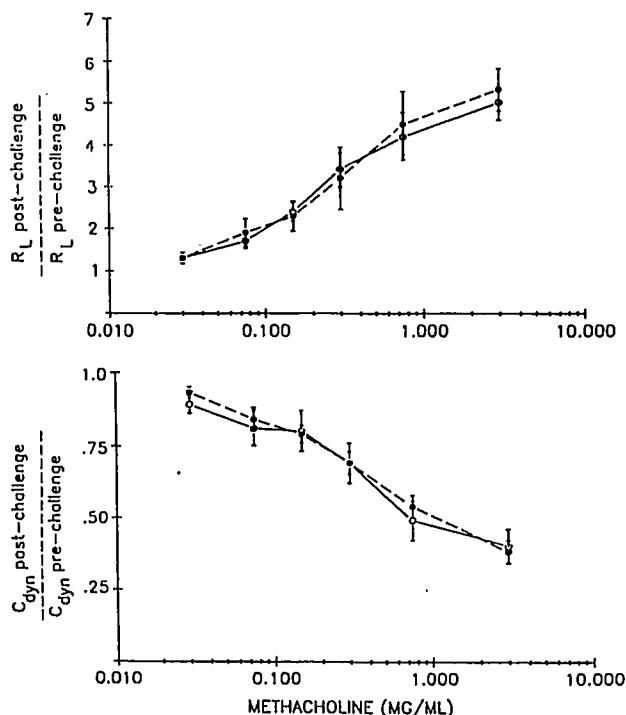 7
6
5
4
3
2
1
R_L post-challenge
R_L pre-challenge
0.010 0.100 1.000 10.000
1.0
.75
.50
.25
C_dyn post-challenge
C_dyn pre-challenge
0.010 0.100 1.000 10.000
METHACHOLINE (MG/ML)